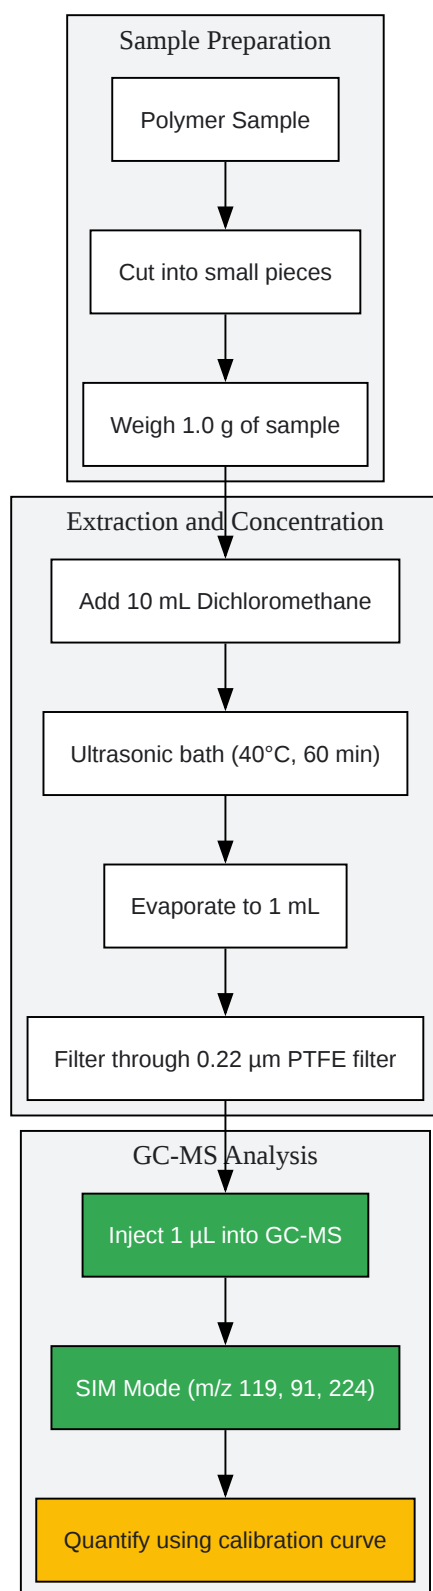 Sample Preparation
Polymer Sample
Cut into small pieces
Weigh 1.0 g of sample
Extraction and Concentration
Add 10 mL Dichloromethane
Ultrasonic bath (40°C, 60 min)
Evaporate to 1 mL
Filter through 0.22 µm PTFE filter
GC-MS Analysis
Inject 1 µL into GC-MS
SIM Mode (m/z 119, 91, 224)
Quantify using calibration curve